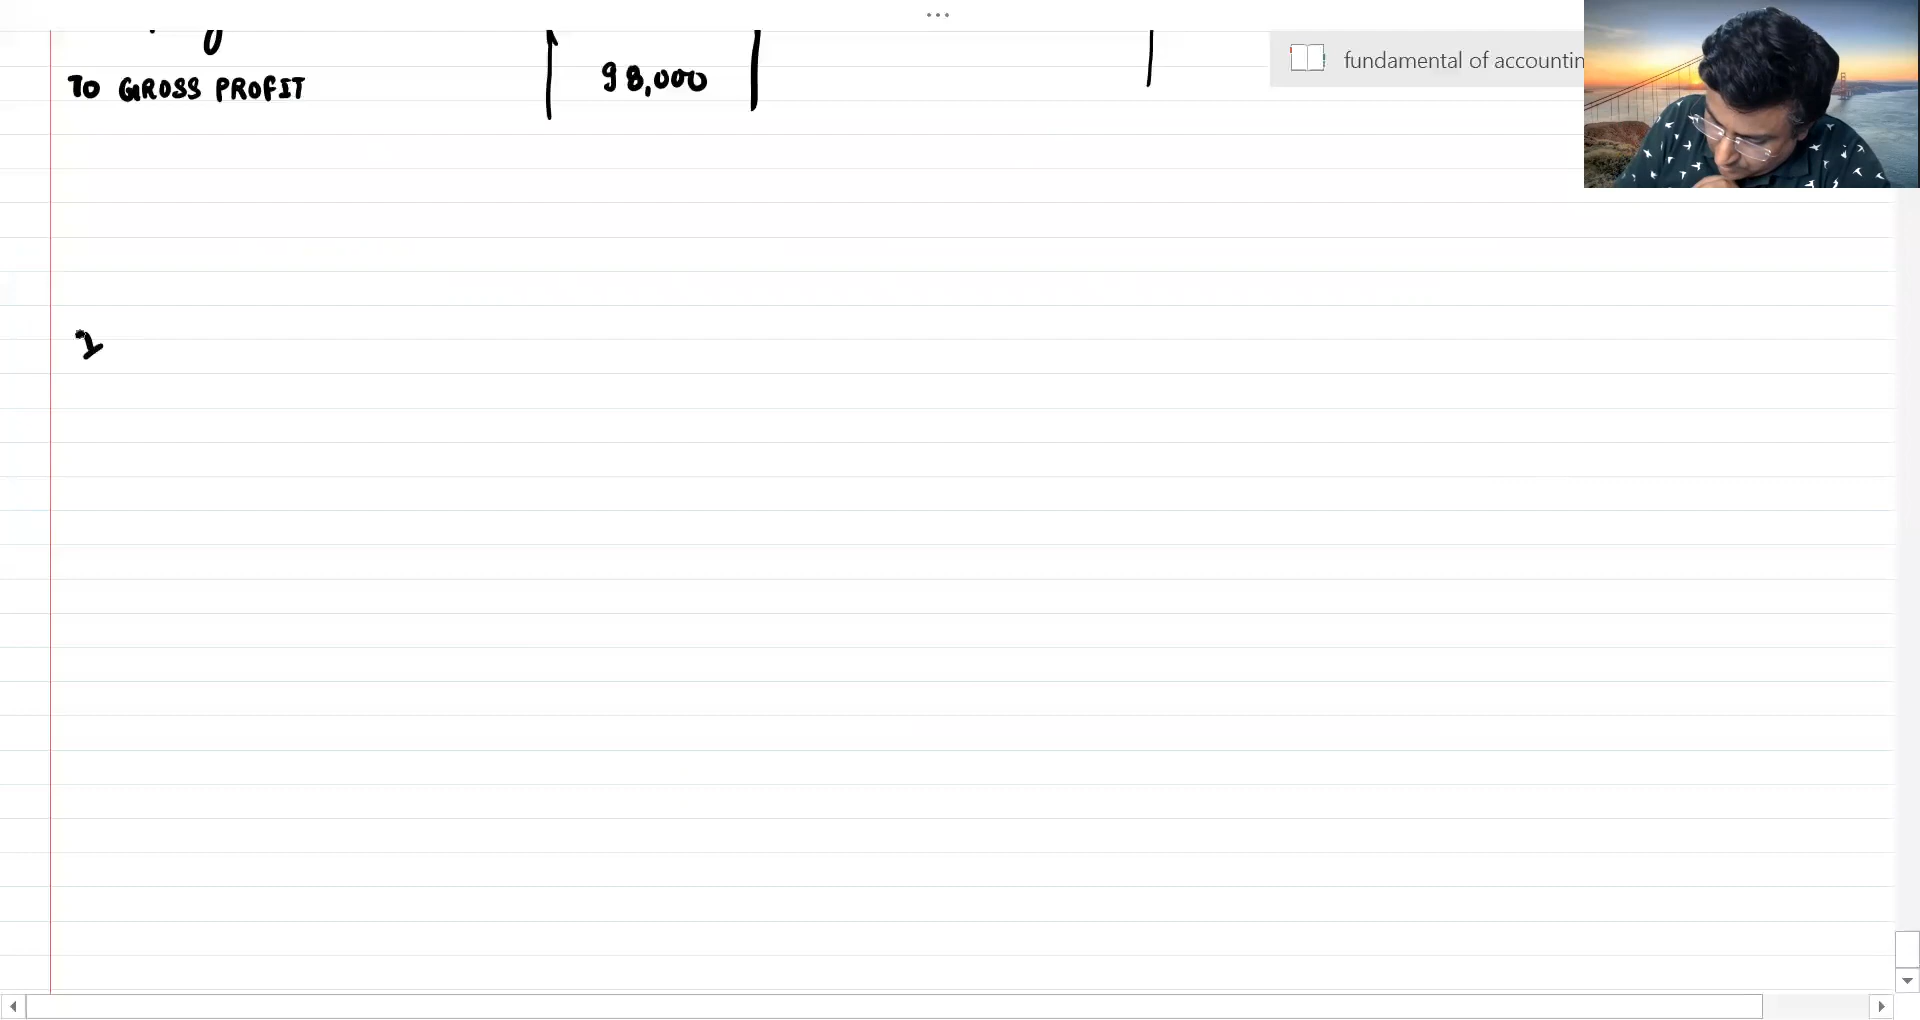 ...
TO GROSS PROFIT 98,000
fundamental of accountin